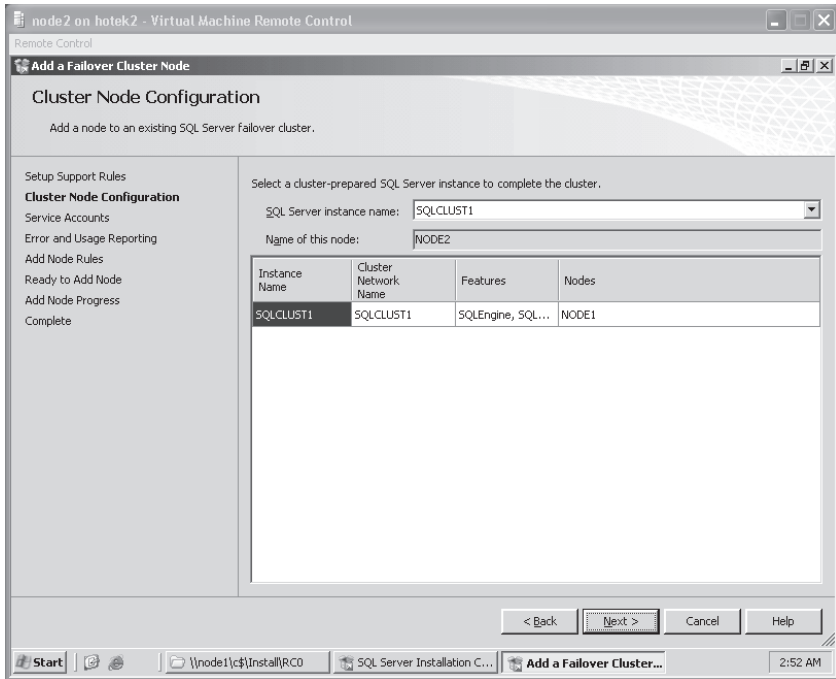 node2 on hotek2 - Virtual Machine Remote Control
Remote Control
Add a Failover Cluster Node
Cluster Node Configuration
Add a node to an existing SQL Server failover cluster.
Setup Support Rules
Cluster Node Configuration
Service Accounts
Error and Usage Reporting
Add Node Rules
Ready to Add Node
Add Node Progress
Complete
Select a cluster-prepared SQL Server instance to complete the cluster.
SQL Server instance name: SQLCLUST1
Name of this node: NODE2
Instance Name
Cluster Network Name
Features
Nodes
SQLCLUST1 SQLCLUST1 SQLEngine, SQL... NODE1
< Back Next > Cancel Help
Start \\node1\c$\Install\RC0 SQL Server Installation C... Add a Failover Cluster... 2:52 AM